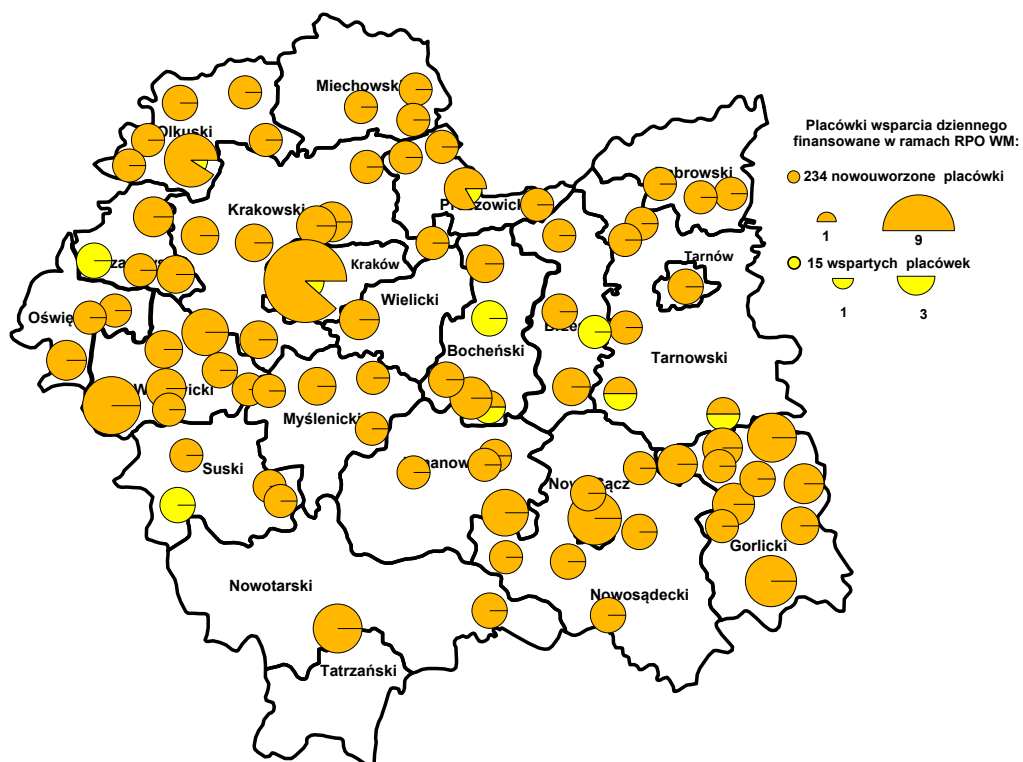 Miechowski
Olkuski
Placówki wsparcia dziennego
finansowane w ramach RPO WM:
234 nowouworzone placówki
1
9
15 wspartych placówek
1
3
Krakowski
Kraków
Tarnów
Wielicki
Bocheński
Tarnowski
Myślenicki
Suski
Gorlicki
Nowotarski
Nowosądecki
Tatrzański